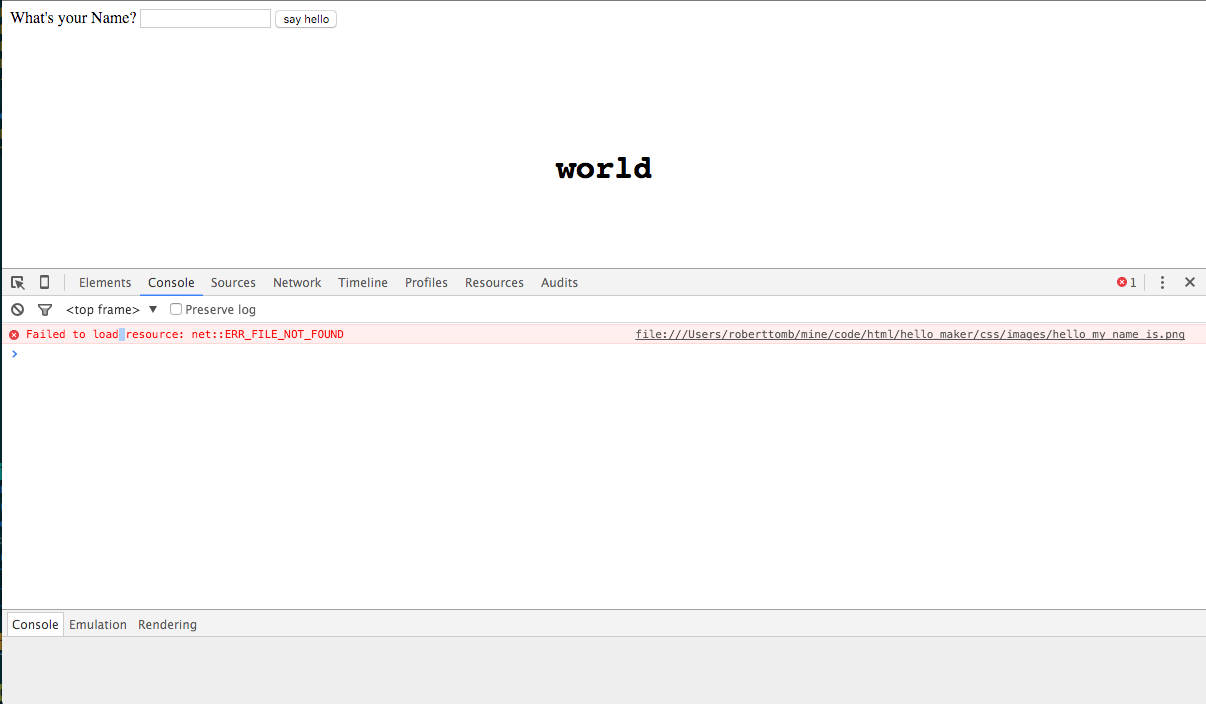 What's your Name? say hello
world
Elements Console Sources Network Timeline Profiles Resources Audits 1
<top frame> ▼ Preserve log
Failed to load resource: net::ERR_FILE_NOT_FOUND file:///Users/roberttomb/mine/code/html/hello_maker/css/images/hello_my_name_is.png
>
Console Emulation Rendering